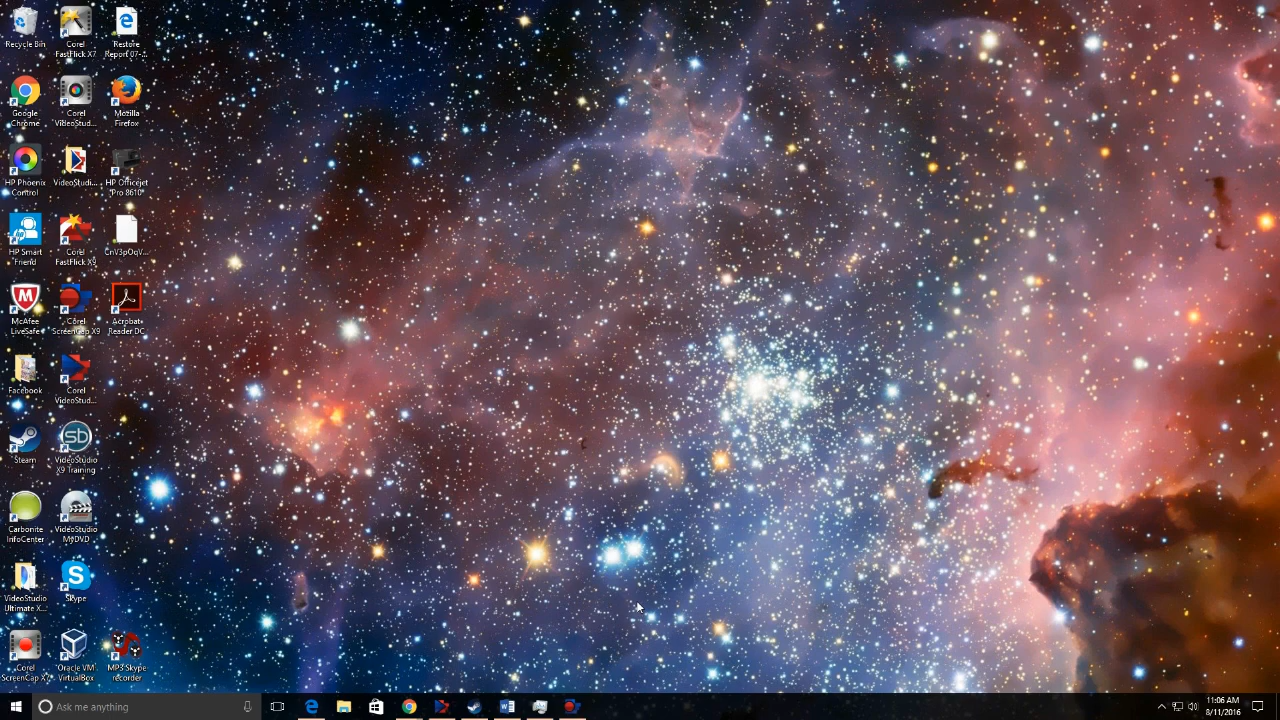 Recycle Bin
Corel
FastFlick X7
Restore
Report 07-...
Google
Chrome
Corel
VideoStud...
Mozilla
Firefox
HP Phoenix
Control
VideoStudi...
HP Officejet
Pro 8610
HP Smart
Friend
Corel
FastFlick X9
CnV3pOqV...
McAfee
LiveSafe
Corel
ScreenCap X9
Acrobat
Reader DC
Facebook
Corel
VideoStud...
Steam
VideoStudio
X9 Training
Carbonite
InfoCenter
VideoStudio
MyDVD
VideoStudio
Ultimate X...
Skype
Corel
ScreenCap X7
Oracle VM
VirtualBox
MP3 Skype
recorder
Ask me anything
11:06 AM
8/11/2016